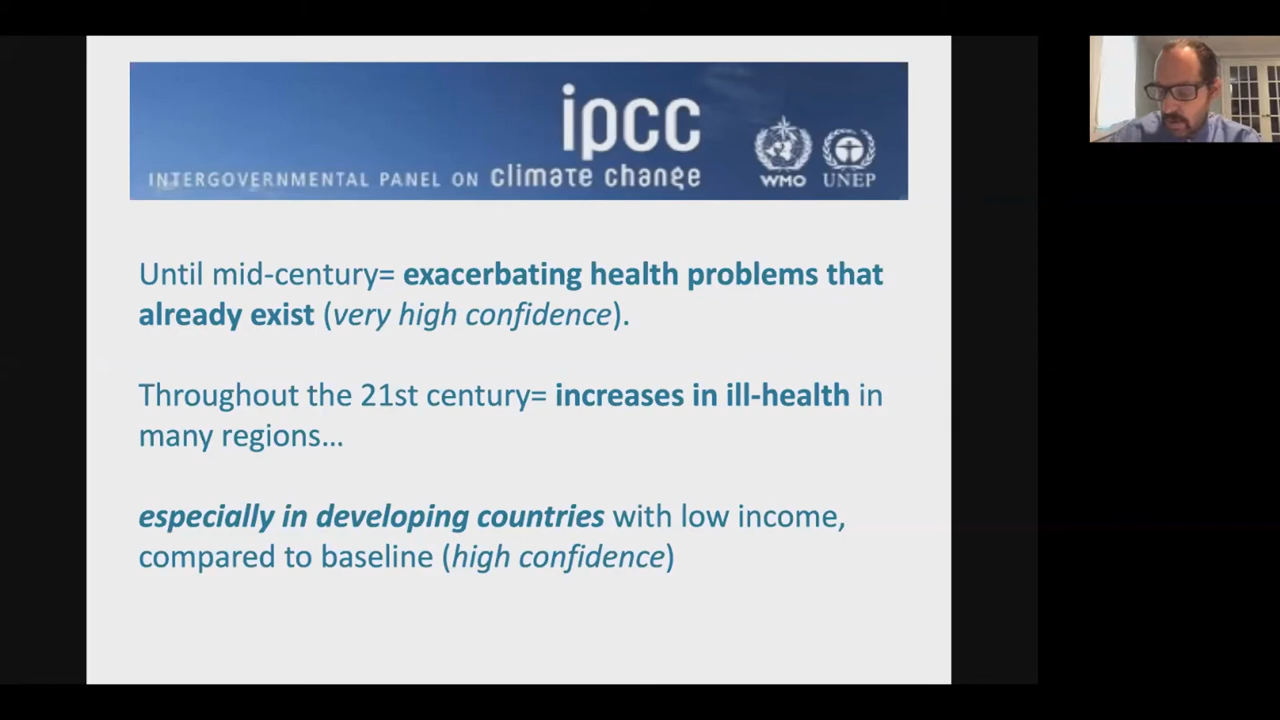 ipcc
INTERGOVERNMENTAL PANEL ON climate change
WMO UNEP
Until mid-century= exacerbating health problems that
already exist (very high confidence).
Throughout the 21st century= increases in ill-health in
many regions…
especially in developing countries with low income,
compared to baseline (high confidence)